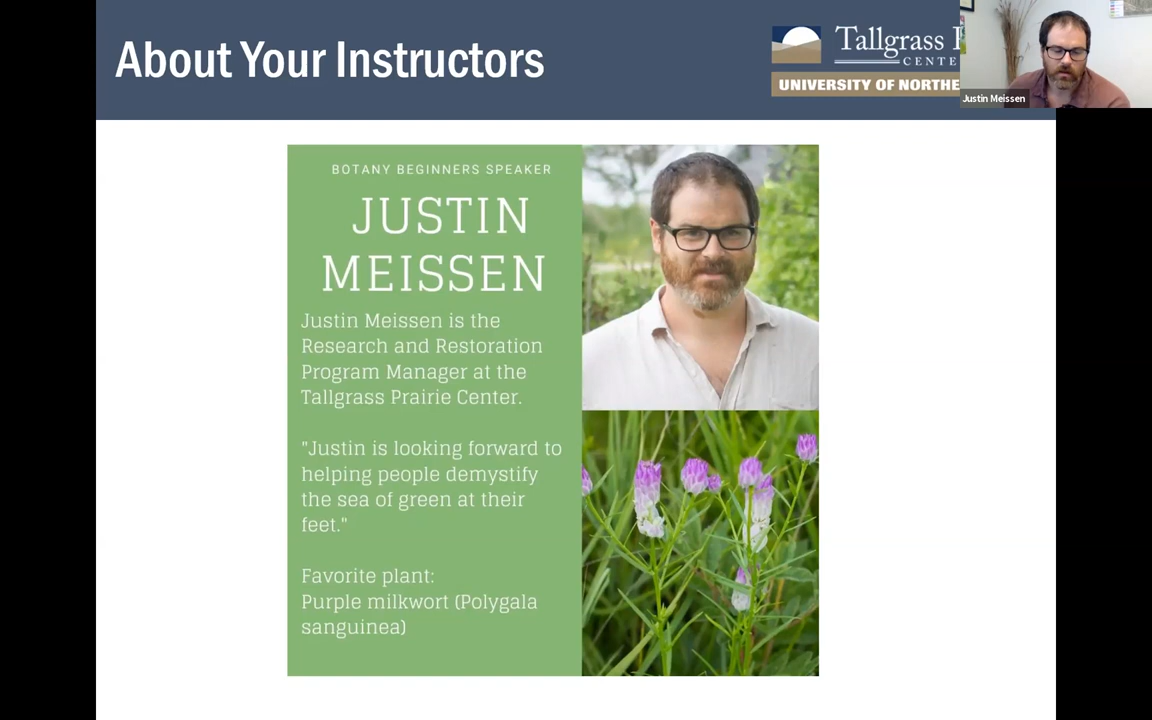 About Your Instructors
Tallgrass
CENTE
UNIVERSITY OF NORTHE
Justin Meissen
BOTANY BEGINNERS SPEAKER
JUSTIN
MEISSEN
Justin Meissen is the
Research and Restoration
Program Manager at the
Tallgrass Prairie Center.
"Justin is looking forward to
helping people demystify
the sea of green at their
feet."
Favorite plant:
Purple milkwort (Polygala
sanguinea)